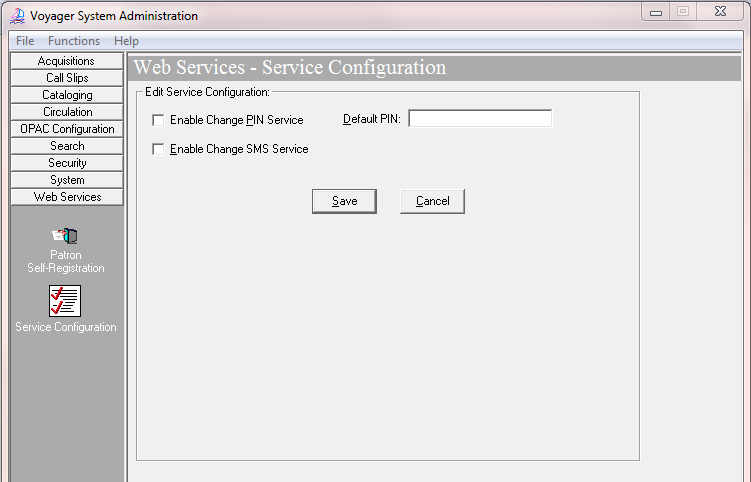 Voyager System Administration
File Functions Help
Acquisitions
Call Slips
Cataloging
Circulation
OPAC Configuration
Search
Security
System
Web Services
Patron
Self-Registration
Service Configuration
Web Services - Service Configuration
Edit Service Configuration:
Enable Change PIN Service Default PIN:
Enable Change SMS Service
Save Cancel